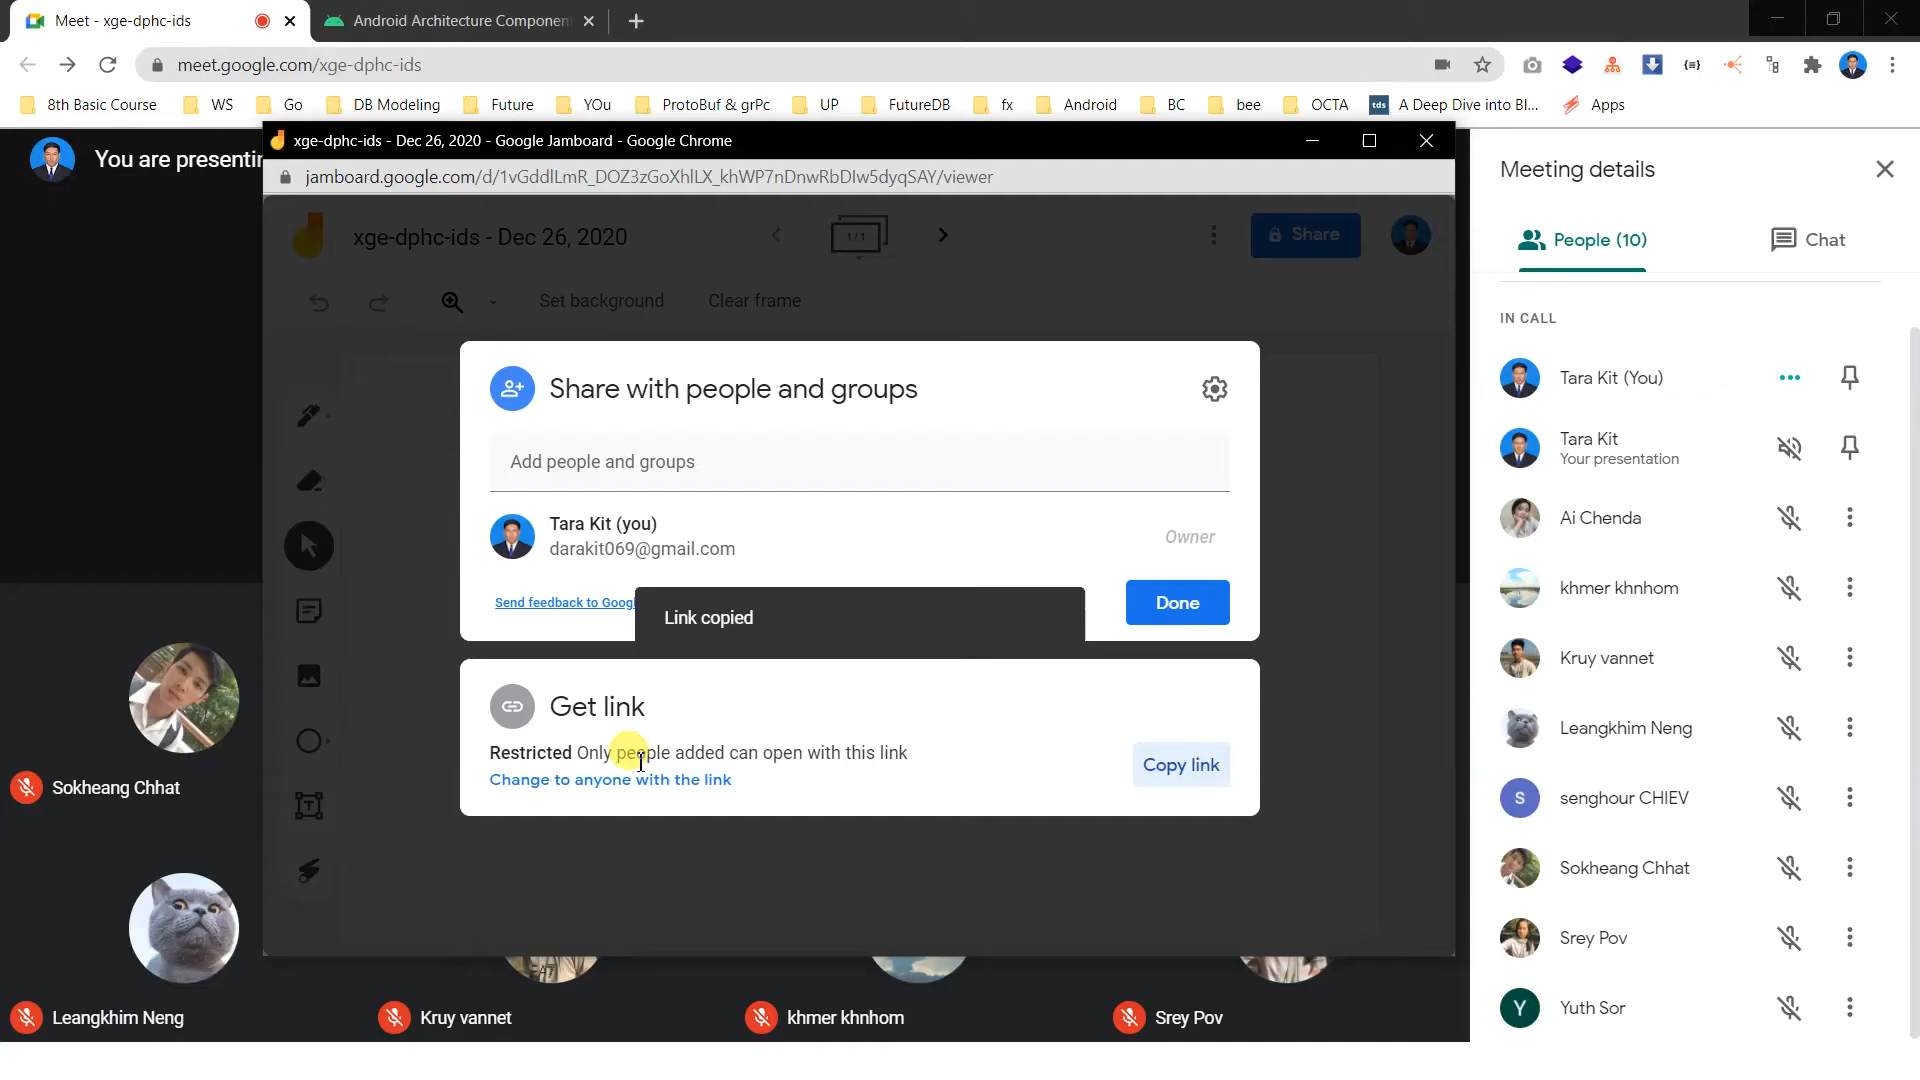 Meet - xge-dphc-ids
Android Architecture Componen
meet.google.com/xge-dphc-ids
8th Basic Course
WS
Go
DB Modeling
Future
YOu
ProtoBuf & grPc
UP
FutureDB
fx
Android
BC
bee
OCTA
tds
A Deep Dive into Bl...
Apps
You are presentin
xge-dphc-ids - Dec 26, 2020 - Google Jamboard - Google Chrome
jamboard.google.com/d/1vGddlLmR_DOZ3zGoXhlLX_khWP7nDnwRbDIw5dyqSAY/viewer
xge-dphc-ids - Dec 26, 2020
1/1
Share
Set background
Clear frame
Share with people and groups
Add people and groups
Tara Kit (you)
darakit069@gmail.com
Owner
Send feedback to Googl
Link copied
Done
Get link
Restricted Only people added can open with this link
Change to anyone with the link
Copy link
Sokheang Chhat
Leangkhim Neng
Kruy vannet
khmer khnhom
Srey Pov
Meeting details
People (10)
Chat
IN CALL
Tara Kit (You)
Tara Kit
Your presentation
Ai Chenda
khmer khnhom
Kruy vannet
Leangkhim Neng
S
senghour CHIEV
Sokheang Chhat
Srey Pov
Y
Yuth Sor